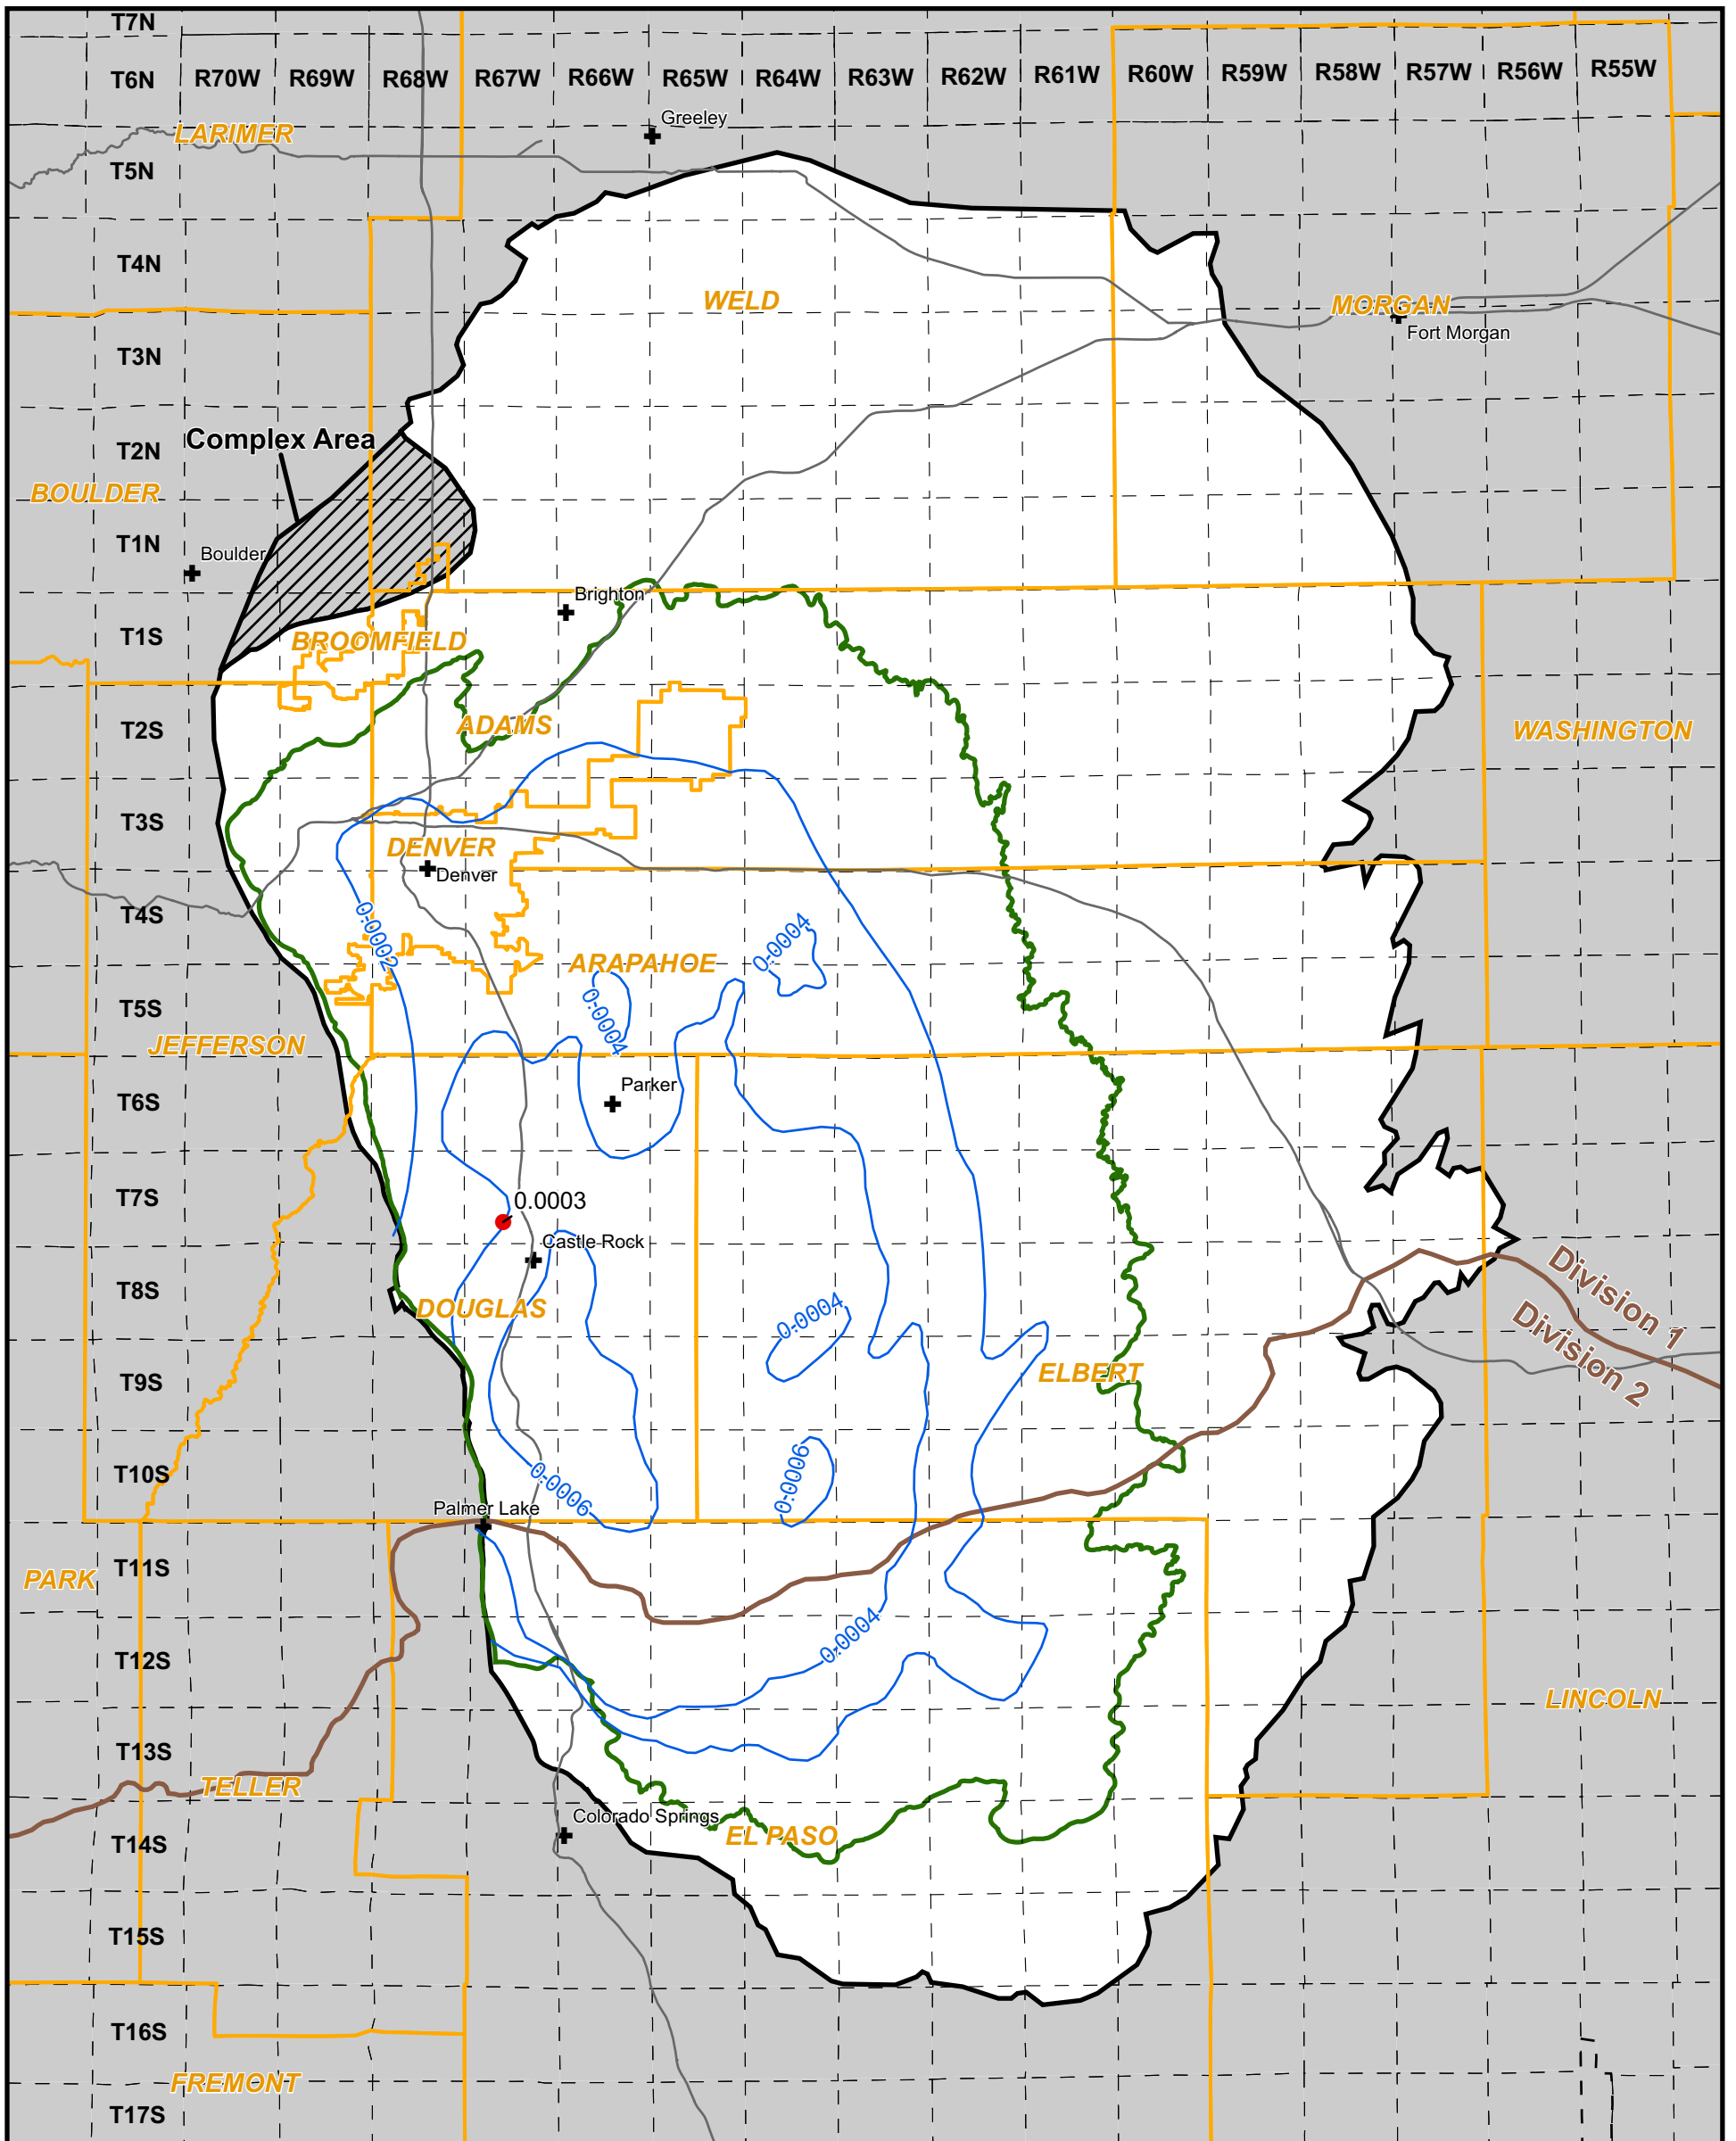 T7N
T6N R70W R69W R68W R67W R66W R65W R64W R63W R62W R61W R60W R59W R58W R57W R56W R55W
Greeley
LARIMER
T5N
T4N
WELD
MORGAN
Fort Morgan
T3N
Complex Area
T2N
BOULDER
T1N
Boulder
Brighton
T1S
BROOMFIELD
ADAMS
T2S
WASHINGTON
T3S
DENVER
Denver
T4S
0.0002
0.0004
ARAPAHOE
T5S
0.0004
JEFFERSON
Parker
T6S
T7S
0.0003
Castle Rock
T8S
DOUGLAS
0.0004
Division 1
Division 2
ELBERT
T9S
T10S
0.0006
0.0006
Palmer Lake
T11S
PARK
0.0004
T12S
LINCOLN
T13S
TELLER
Colorado Springs
EL PASO
T14S
T15S
T16S
FREMONT
T17S